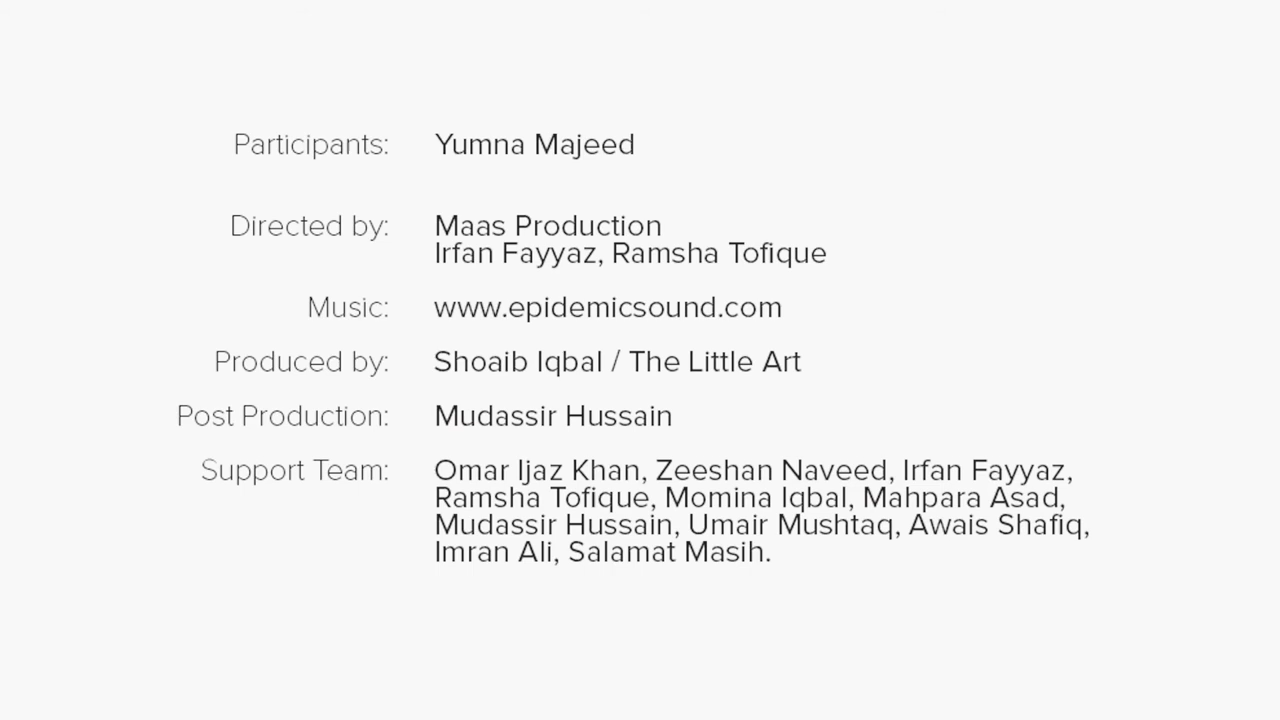 Participants: Yumna Majeed
Directed by: Maas Production
Irfan Fayyaz, Ramsha Tofique
Music: www.epidemicsound.com
Produced by: Shoaib Iqbal / The Little Art
Post Production: Mudassir Hussain
Support Team: Omar Ijaz Khan, Zeeshan Naveed, Irfan Fayyaz,
Ramsha Tofique, Momina Iqbal, Mahpara Asad,
Mudassir Hussain, Umair Mushtaq, Awais Shafiq,
Imran Ali, Salamat Masih.